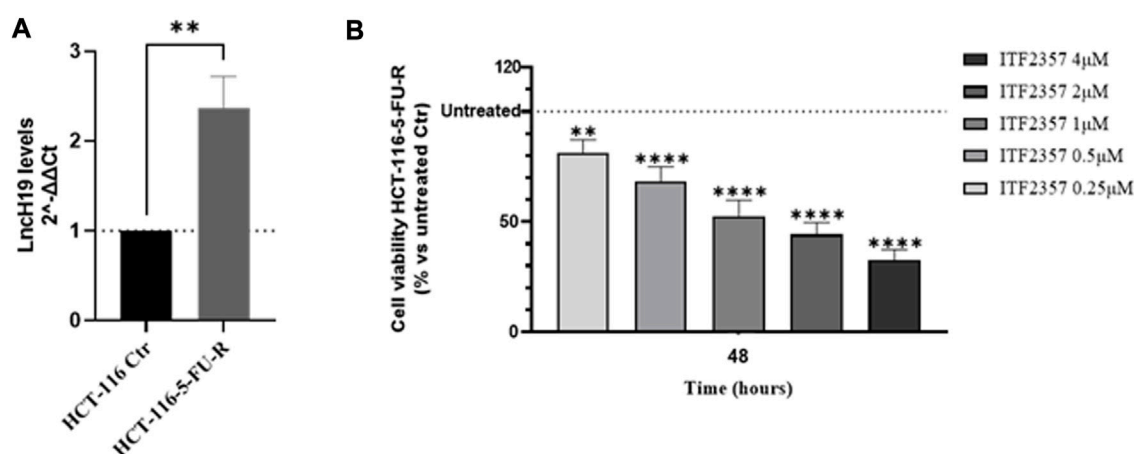 A
**
LncH19 levels
2^-ΔΔCt
3
2
1
0
HCT-116 Ctr
HCT-116-5-FU-R
B
Cell viability HCT-116-5-FU-R
(% vs untreated Ctr)
120
Untreated
50
0
**
****
****
****
****
48
Time (hours)
ITF2357 4μM
ITF2357 2μM
ITF2357 1μM
ITF2357 0.5μM
ITF2357 0.25μM